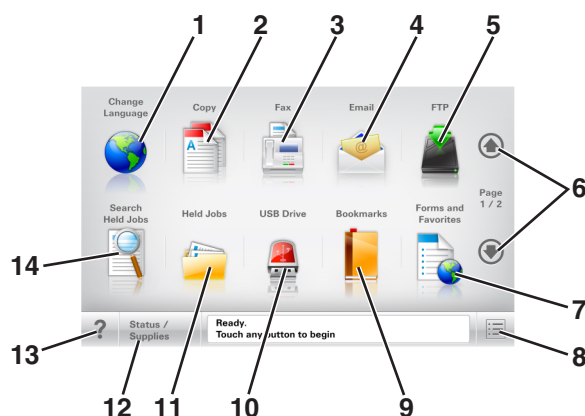 1 2 3 4 5
Change
Language
Copy
Fax
Email
FTP
6
Page
1 / 2
Search
Held Jobs
Held Jobs
USB Drive
Bookmarks
Forms and
Favorites
A
@
14
7
?
Status /
Supplies
Ready.
Touch any button to begin
13
8
12 11 10 9